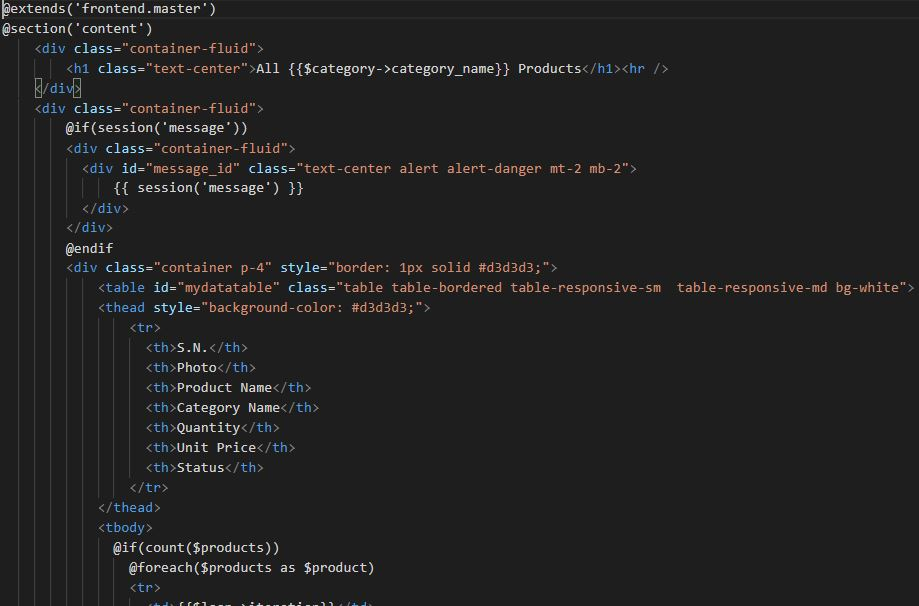 @extends('frontend.master')
@section('content')
<div class="container-fluid">
<h1 class="text-center">All {{$category->category_name}} Products</h1><hr />
</div>
<div class="container-fluid">
@if(session('message'))
<div class="container-fluid">
<div id="message_id" class="text-center alert alert-danger mt-2 mb-2">
{{ session('message') }}
</div>
</div>
@endif
<div class="container p-4" style="border: 1px solid #d3d3d3;">
<table id="mydatatable" class="table table-bordered table-responsive-sm  table-responsive-md bg-white">
<thead style="background-color: #d3d3d3;">
<tr>
<th>S.N.</th>
<th>Photo</th>
<th>Product Name</th>
<th>Category Name</th>
<th>Quantity</th>
<th>Unit Price</th>
<th>Status</th>
</tr>
</thead>
<tbody>
@if(count($products))
@foreach($products as $product)
<tr>
<td>{{$loop->iteration}}</td>